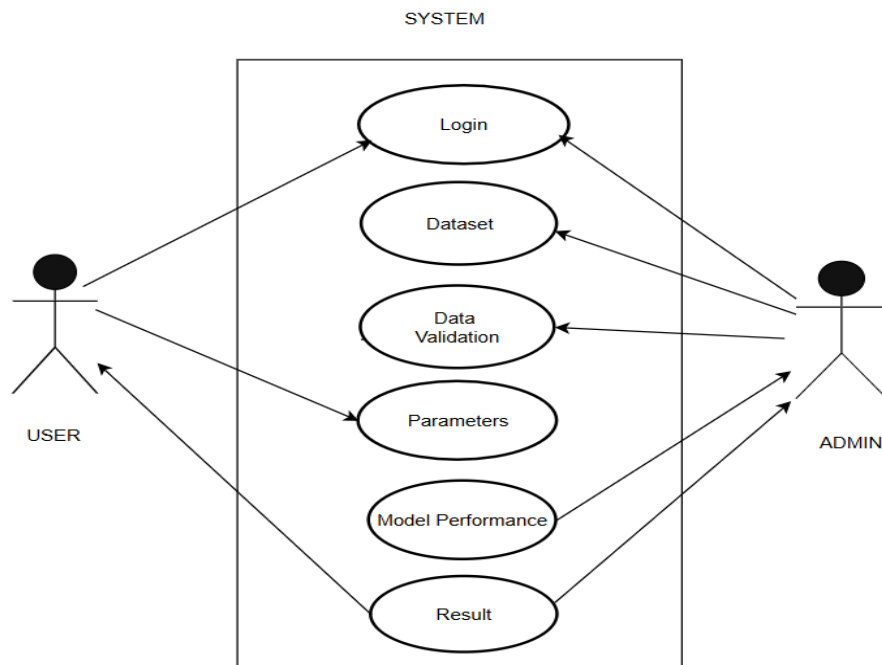 SYSTEM
Login
Dataset
Data
Validation
Parameters
Model Performance
Result
USER
ADMIN